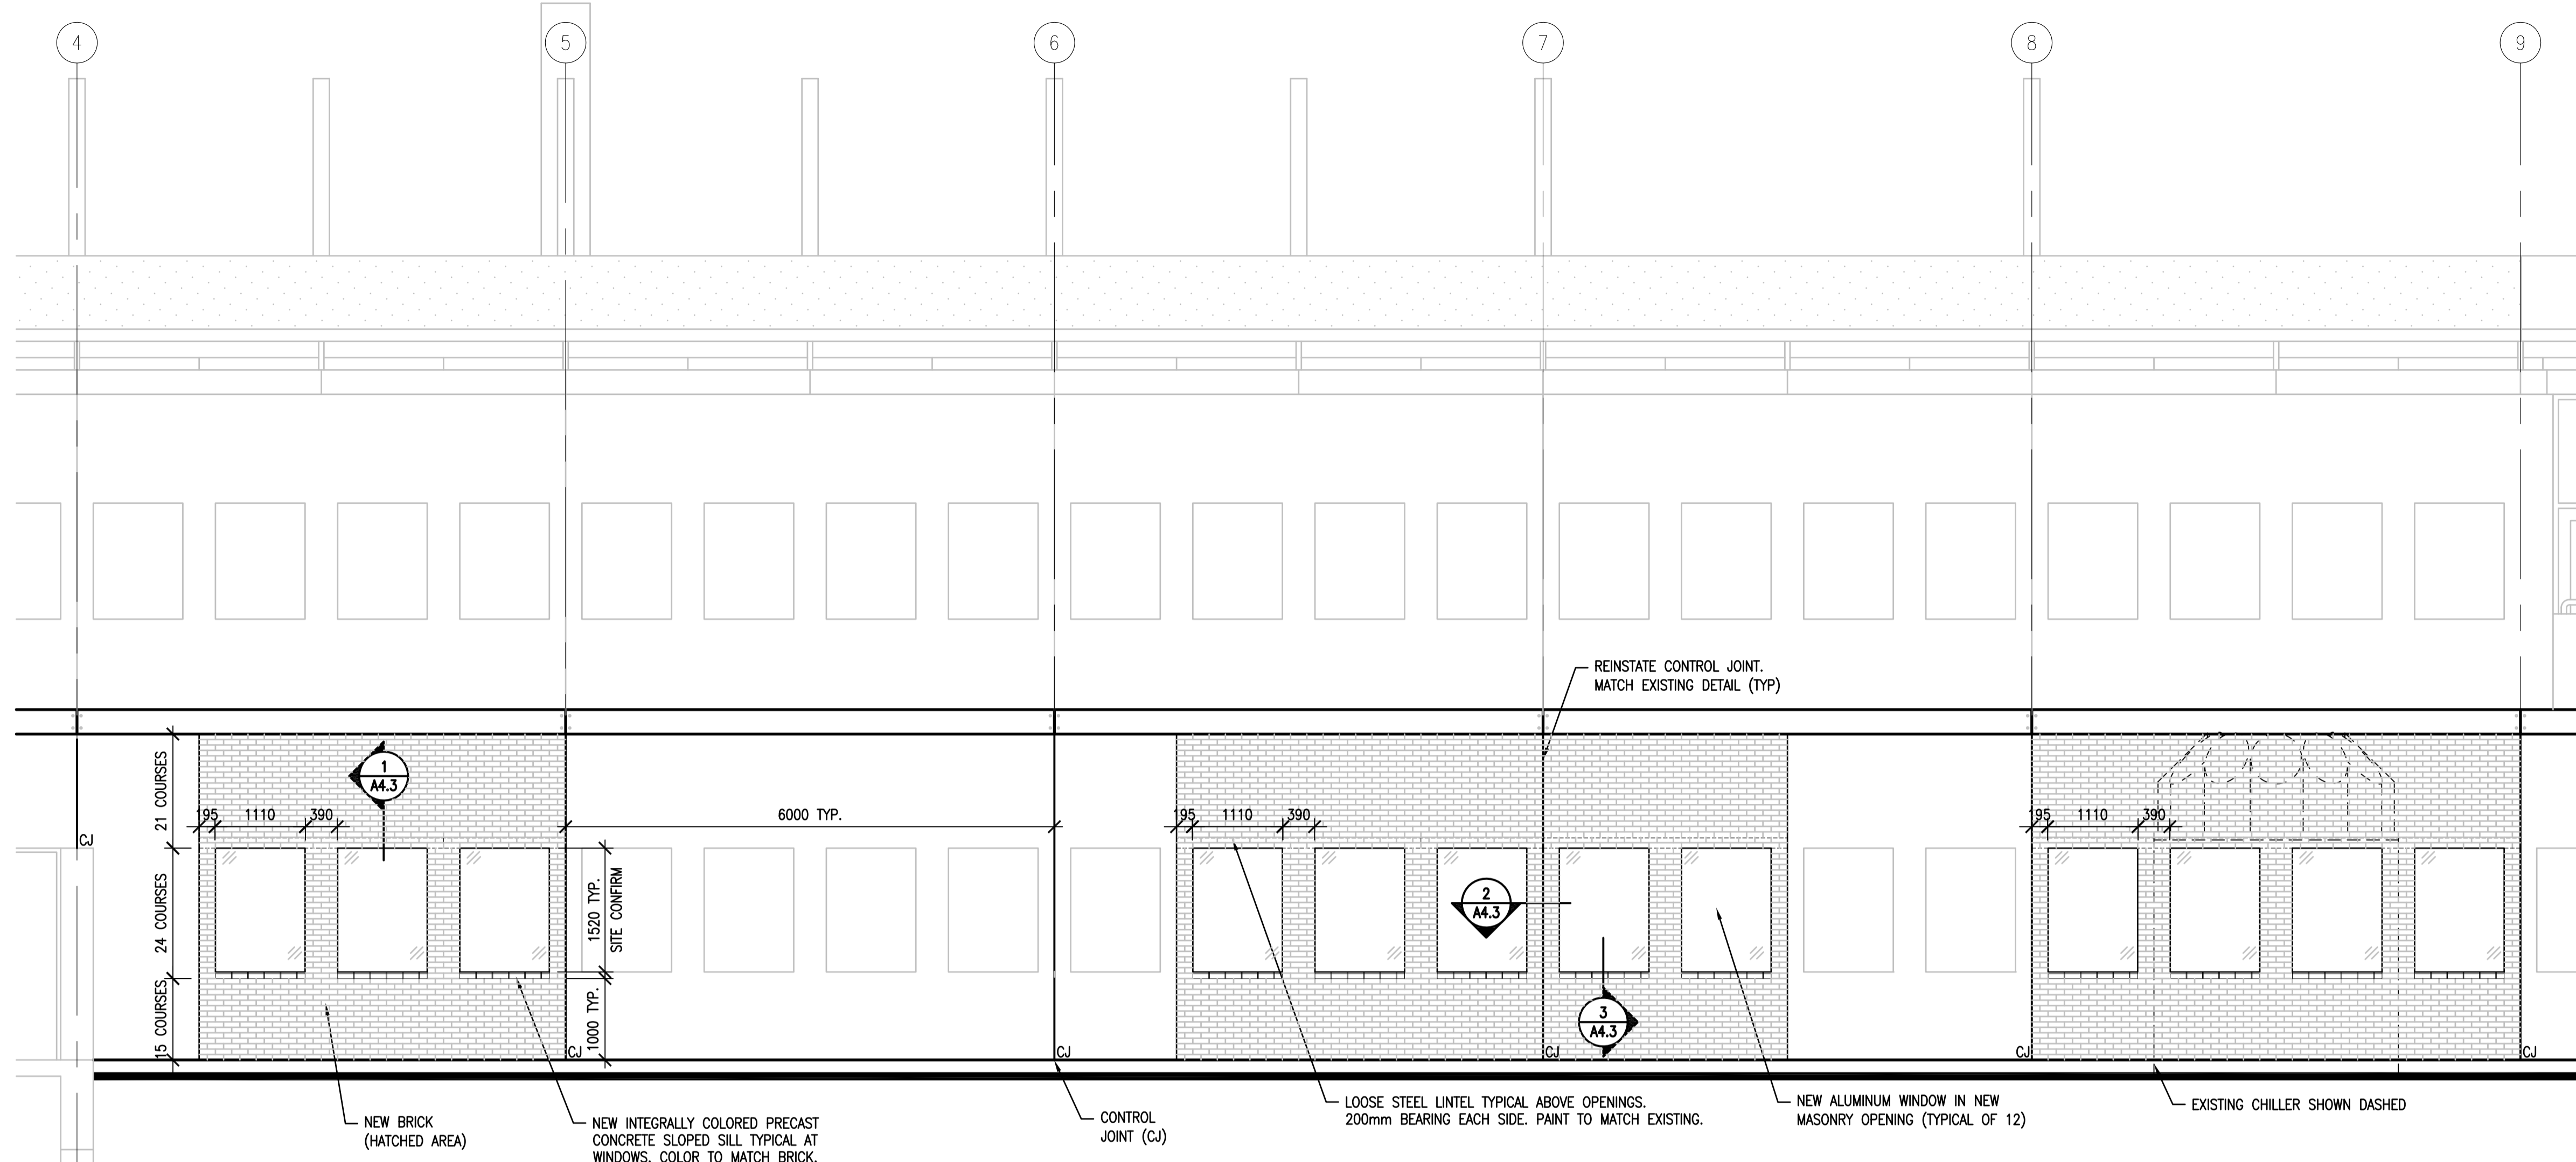 4
5
6
7
8
9
REINSTATE CONTROL JOINT.
MATCH EXISTING DETAIL (TYP)
21 COURSES
24 COURSES
15 COURSES
1
A4.3
195
1110
390
6000 TYP.
195
1110
390
195
1110
390
CJ
1520 TYP.
SITE CONFIRM
1000 TYP.
2
A4.3
3
A4.3
CJ
CJ
CJ
CJ
CJ
NEW BRICK
(HATCHED AREA)
NEW INTEGRALLY COLORED PRECAST
CONCRETE SLOPED SILL TYPICAL AT
WINDOWS. COLOR TO MATCH BRICK.
CONTROL
JOINT (CJ)
LOOSE STEEL LINTEL TYPICAL ABOVE OPENINGS.
200mm BEARING EACH SIDE. PAINT TO MATCH EXISTING.
NEW ALUMINUM WINDOW IN NEW
MASONRY OPENING (TYPICAL OF 12)
EXISTING CHILLER SHOWN DASHED